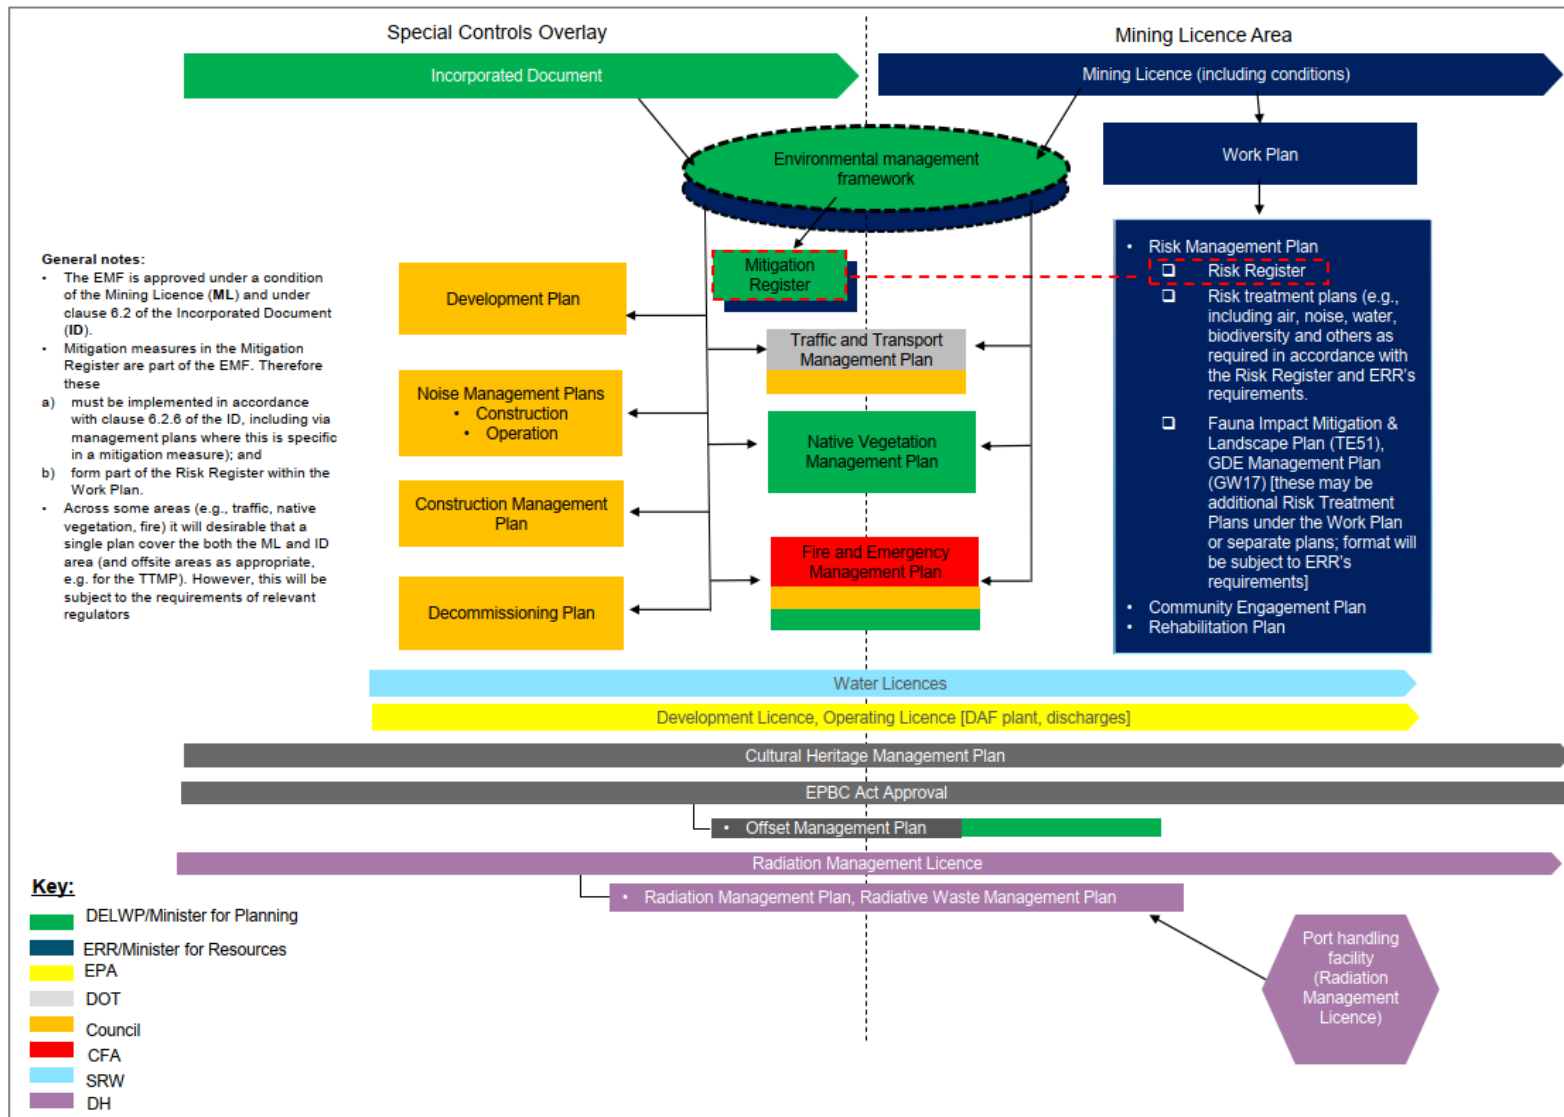 Special Controls Overlay
Mining Licence Area
Incorporated Document
Mining Licence (including conditions)
Environmental management
framework
Work Plan
General notes:
• The EMF is approved under a condition
of the Mining Licence (ML) and under
clause 6.2 of the Incorporated Document
(ID).
• Mitigation measures in the Mitigation
Register are part of the EMF. Therefore
these
a) must be implemented in accordance
with clause 6.2.6 of the ID, including via
management plans where this is specific
in a mitigation measure); and
b) form part of the Risk Register within the
Work Plan.
• Across some areas (e.g., traffic, native
vegetation, fire) it will desirable that a
single plan cover the both the ML and ID
area (and offsite areas as appropriate,
e.g. for the TTMP). However, this will be
subject to the requirements of relevant
regulators
Development Plan
Noise Management Plans
• Construction
• Operation
Construction Management
Plan
Decommissioning Plan
Mitigation
Register
Traffic and Transport
Management Plan
Native Vegetation
Management Plan
Fire and Emergency
Management Plan
• Risk Management Plan
❑ Risk Register
❑ Risk treatment plans (e.g.,
including air, noise, water,
biodiversity and others as
required in accordance with
the Risk Register and ERR's
requirements.
❑ Fauna Impact Mitigation &
Landscape Plan (TE51),
GDE Management Plan
(GW17) [these may be
additional Risk Treatment
Plans under the Work Plan
or separate plans; format will
be subject to ERR's
requirements]
• Community Engagement Plan
• Rehabilitation Plan
Water Licences
Development Licence, Operating Licence [DAF plant, discharges]
Cultural Heritage Management Plan
EPBC Act Approval
• Offset Management Plan
Radiation Management Licence
• Radiation Management Plan, Radiative Waste Management Plan
Port handling
facility
(Radiation
Management
Licence)
Key:
DELWP/Minister for Planning
ERR/Minister for Resources
EPA
DOT
Council
CFA
SRW
DH